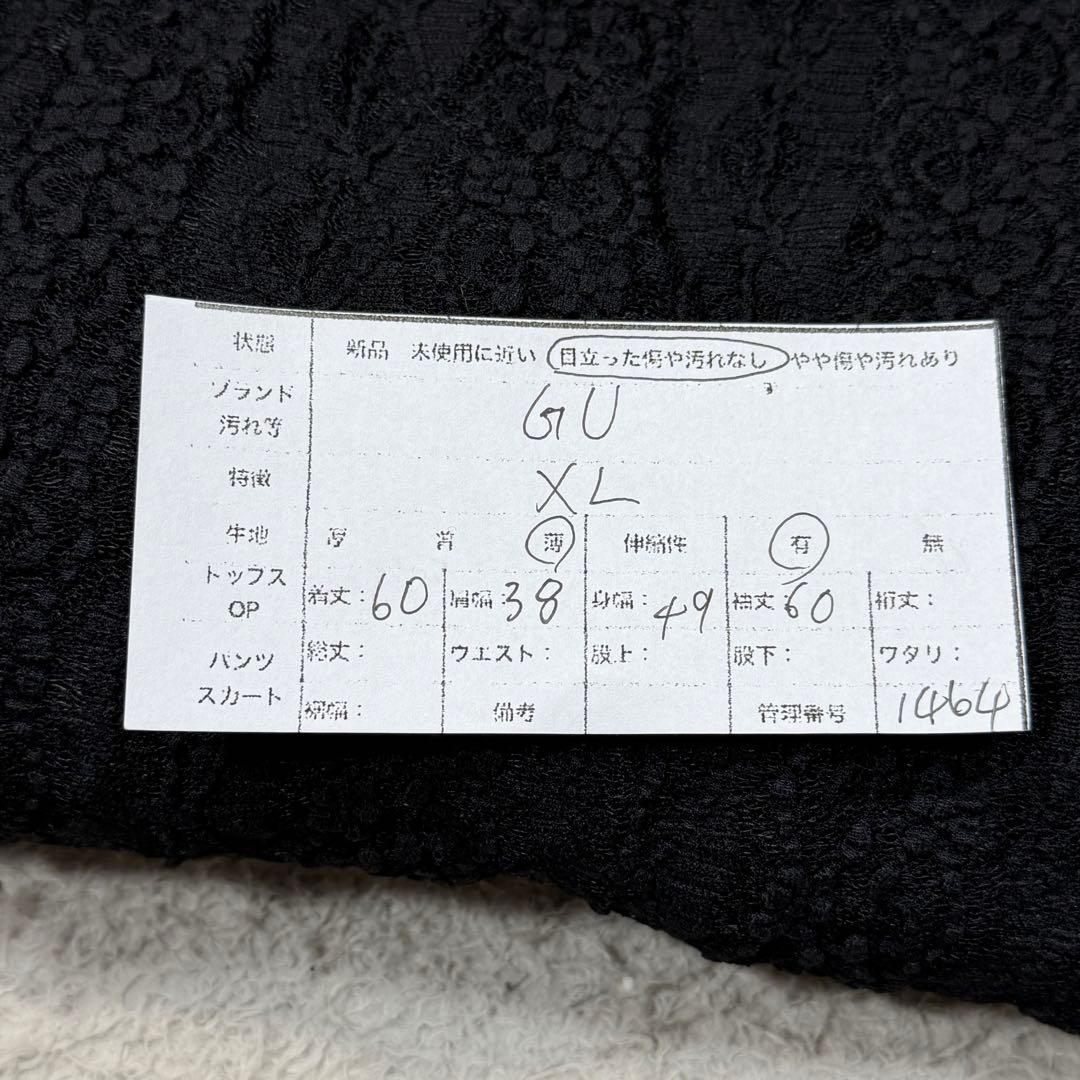 状態 新品 未使用に近い 目立った傷や汚れなし やや傷や汚れあり
ブランド
汚れ等 GU
特徴 XL
生地 厚 普 薄 伸縮性 有 無
トップス
OP 着丈：60 肩幅：38 身幅：49 袖丈：60 裄丈：
パンツ
スカート 総丈： ウエスト： 股上： 股下： ワタリ：
裾幅： 備考 管理番号 1464